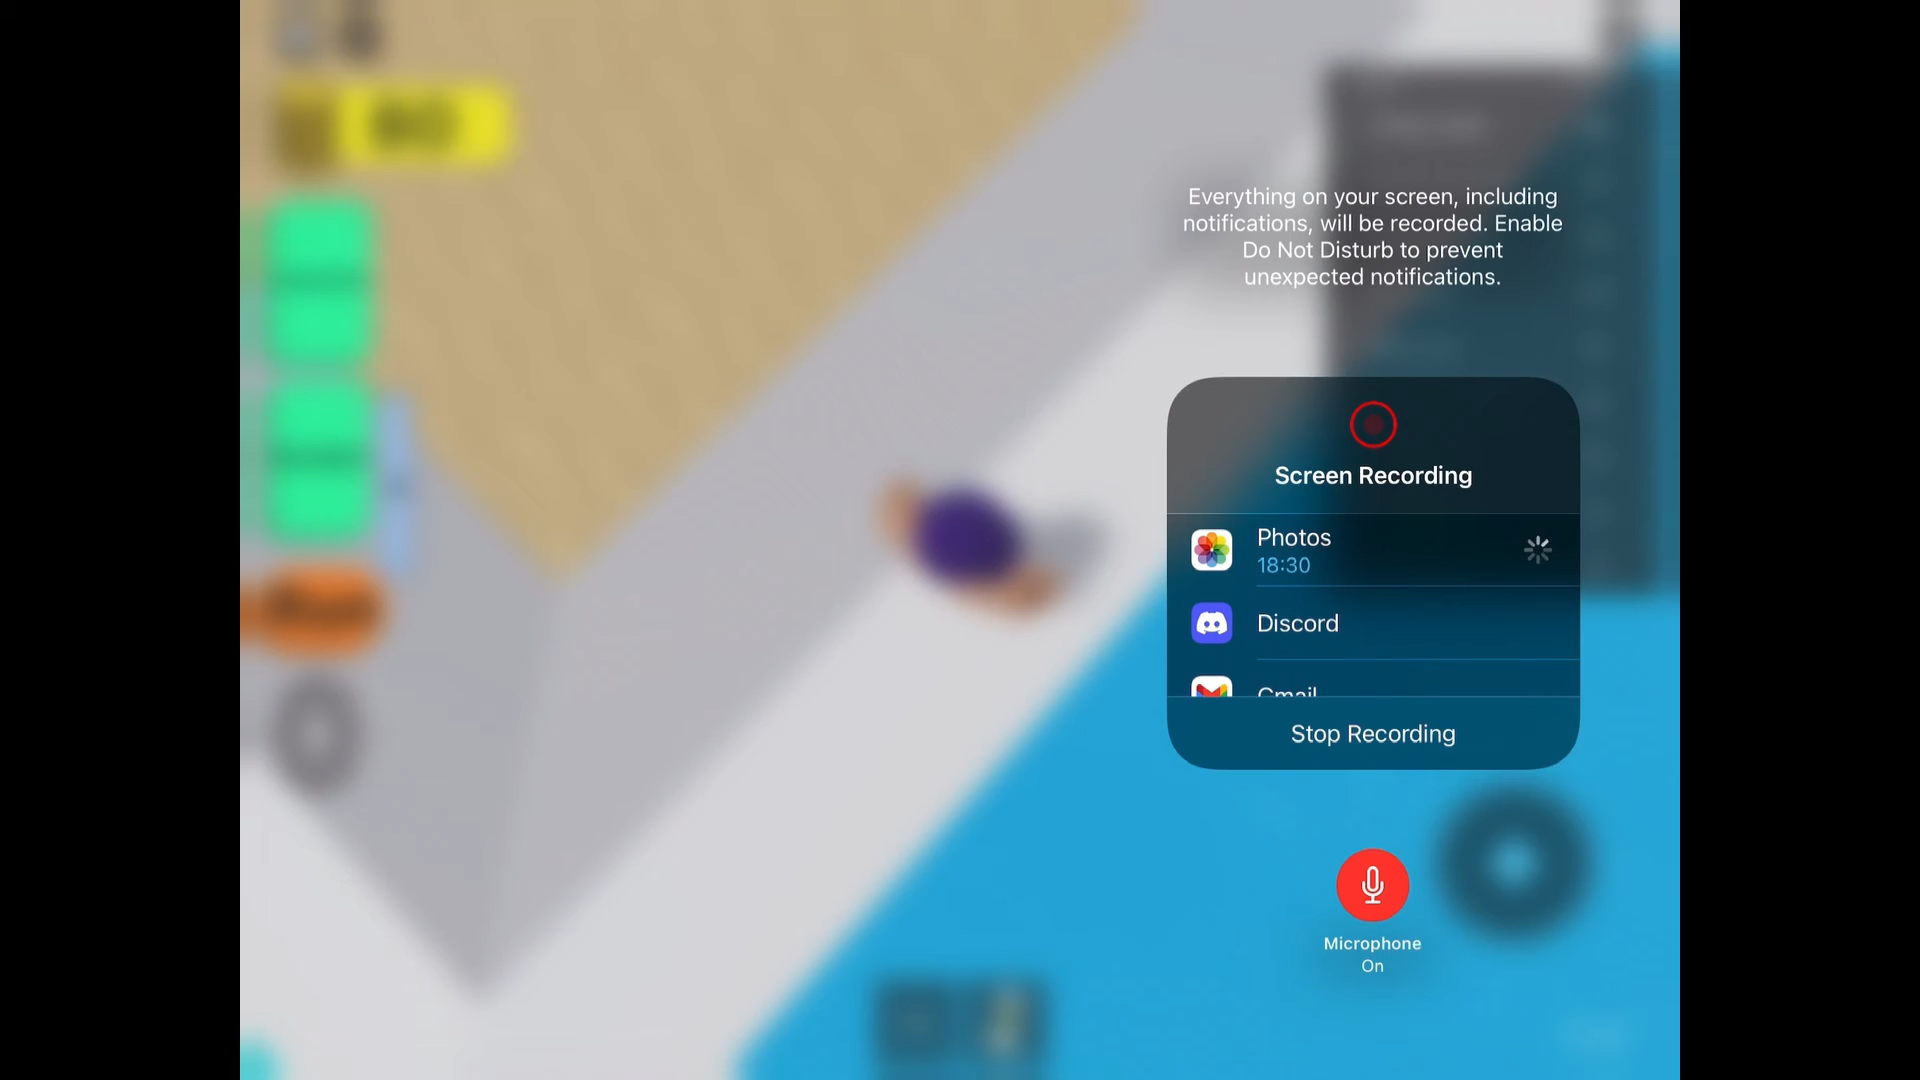 Everything on your screen, including
notifications, will be recorded. Enable
Do Not Disturb to prevent
unexpected notifications.
Screen Recording
Photos
18:30
Discord
Gmail
Stop Recording
Microphone
On